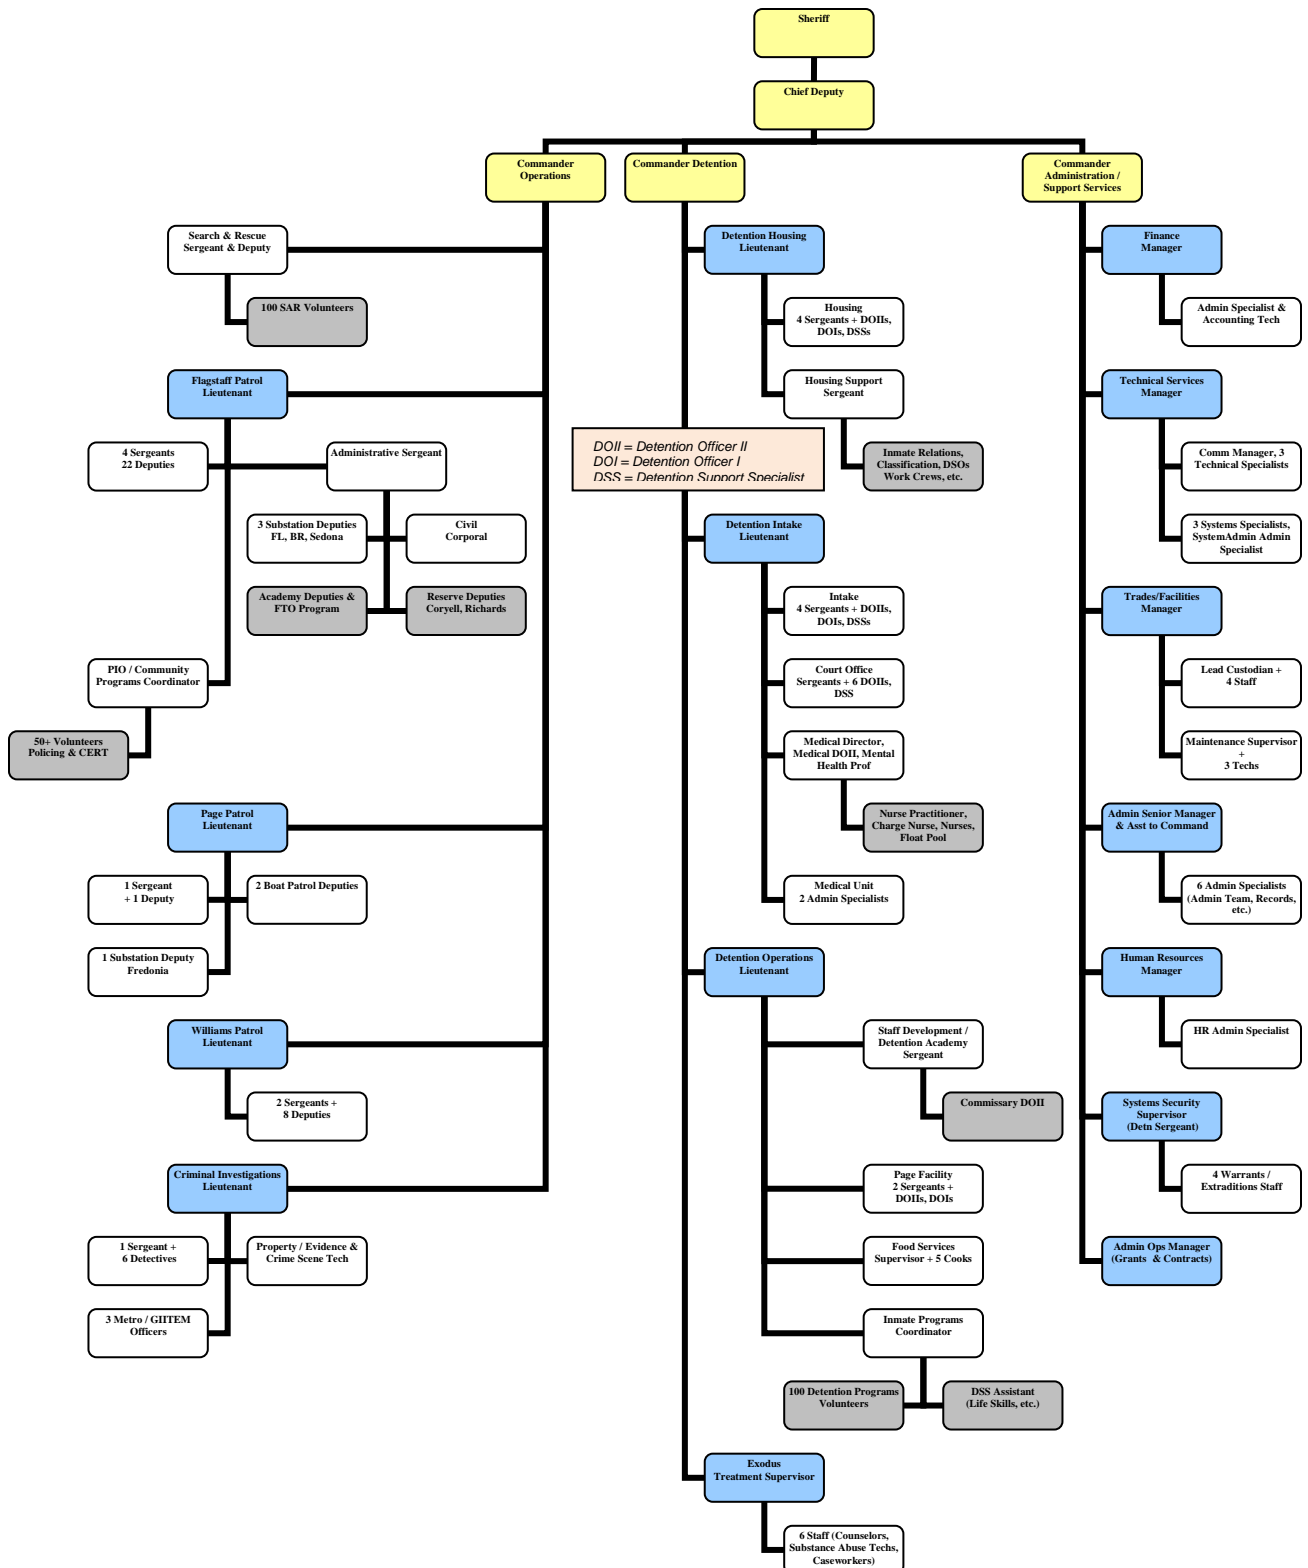 Sheriff
Chief Deputy
Commander
Operations
Commander Detention
Commander
Administration /
Support Services
Search & Rescue
Sergeant & Deputy
100 SAR Volunteers
Flagstaff Patrol
Lieutenant
4 Sergeants
22 Deputies
Administrative Sergeant
3 Substation Deputies
FL, BR, Sedona
Civil
Corporal
Academy Deputies &
FTO Program
Reserve Deputies
Coryell, Richards
PIO / Community
Programs Coordinator
50+ Volunteers
Policing & CERT
Page Patrol
Lieutenant
1 Sergeant
+ 1 Deputy
2 Boat Patrol Deputies
1 Substation Deputy
Fredonia
Williams Patrol
Lieutenant
2 Sergeants +
8 Deputies
Criminal Investigations
Lieutenant
1 Sergeant +
6 Detectives
Property / Evidence &
Crime Scene Tech
3 Metro / GIITEM
Officers
Detention Housing
Lieutenant
Housing
4 Sergeants + DOIIs,
DOIs, DSSs
Housing Support
Sergeant
Inmate Relations,
Classification, DSOs
Work Crews, etc.
DOII = Detention Officer II
DOI = Detention Officer I
DSS = Detention Support Specialist
Detention Intake
Lieutenant
Intake
4 Sergeants + DOIIs,
DOIs, DSSs
Court Office
Sergeants + 6 DOIIs,
DSS
Medical Director,
Medical DOII, Mental
Health Prof
Nurse Practitioner,
Charge Nurse, Nurses,
Float Pool
Medical Unit
2 Admin Specialists
Detention Operations
Lieutenant
Staff Development /
Detention Academy
Sergeant
Commissary DOII
Page Facility
2 Sergeants +
DOIIs, DOIs
Food Services
Supervisor + 5 Cooks
Inmate Programs
Coordinator
100 Detention Programs
Volunteers
DSS Assistant
(Life Skills, etc.)
Exodus
Treatment Supervisor
6 Staff (Counselors,
Substance Abuse Techs,
Caseworkers)
Finance
Manager
Admin Specialist &
Accounting Tech
Technical Services
Manager
Comm Manager, 3
Technical Specialists
3 Systems Specialists,
SystemAdmin Admin
Specialist
Trades/Facilities
Manager
Lead Custodian +
4 Staff
Maintenance Supervisor
+
3 Techs
Admin Senior Manager
& Asst to Command
6 Admin Specialists
(Admin Team, Records,
etc.)
Human Resources
Manager
HR Admin Specialist
Systems Security
Supervisor
(Detn Sergeant)
4 Warrants /
Extraditions Staff
Admin Ops Manager
(Grants & Contracts)